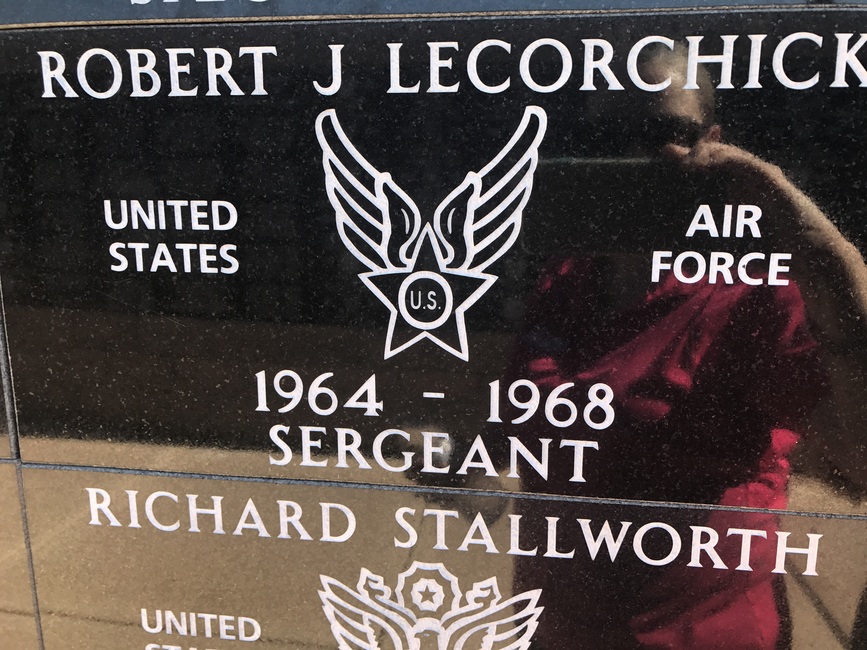 ROBERT J LECORCHICK
UNITED
STATES
U.S.
AIR
FORCE
1964 - 1968
SERGEANT
RICHARD STALLWORTH
UNITED